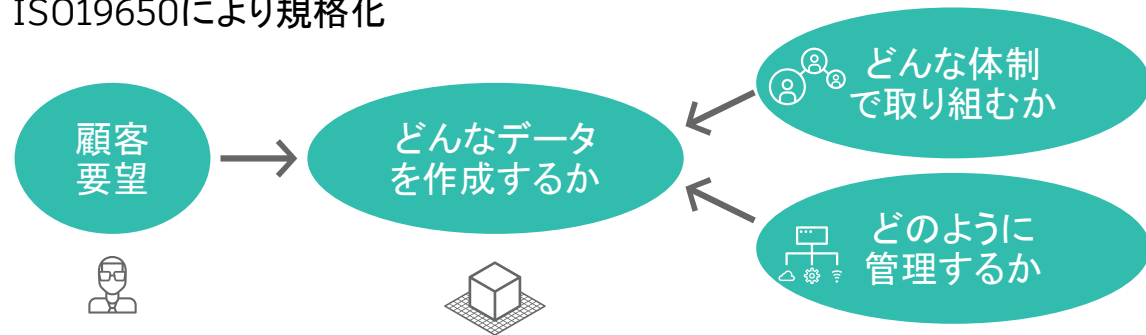 ISO19650により規格化
顧客
要望
どんなデータ
を作成するか
どんな体制
で取り組むか
どのように
管理するか